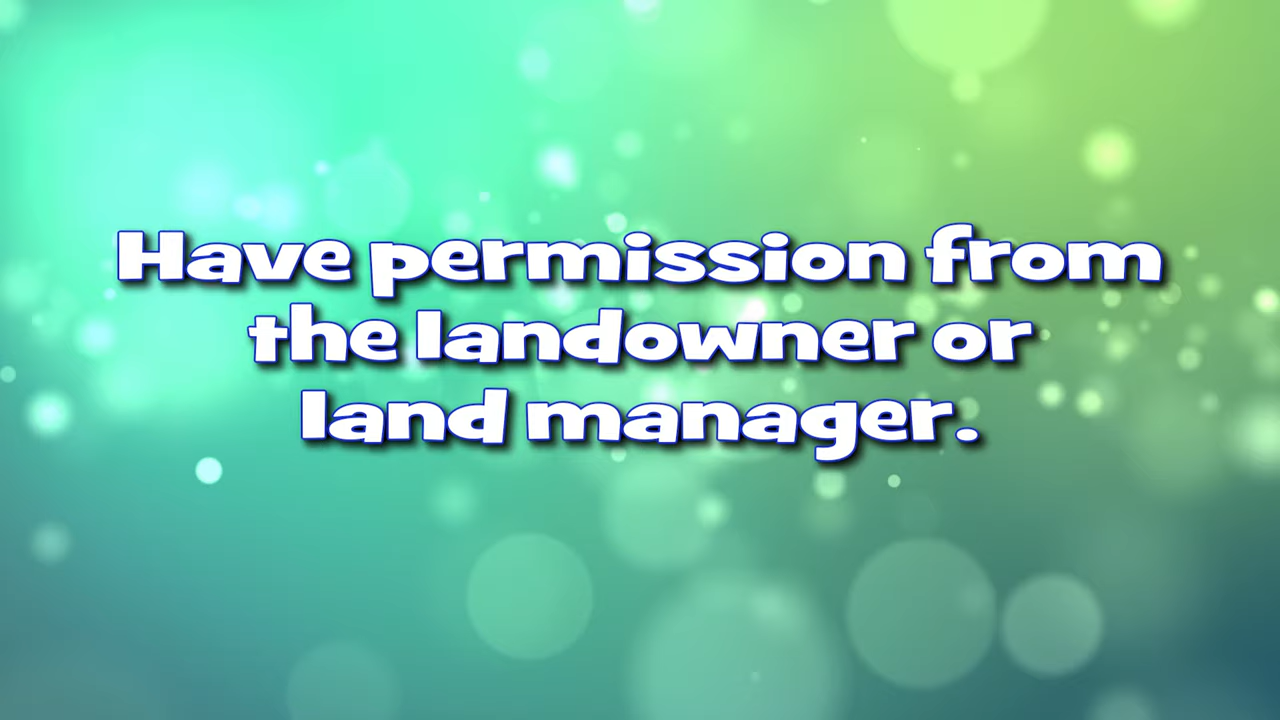 Have permission from
the landowner or
land manager.